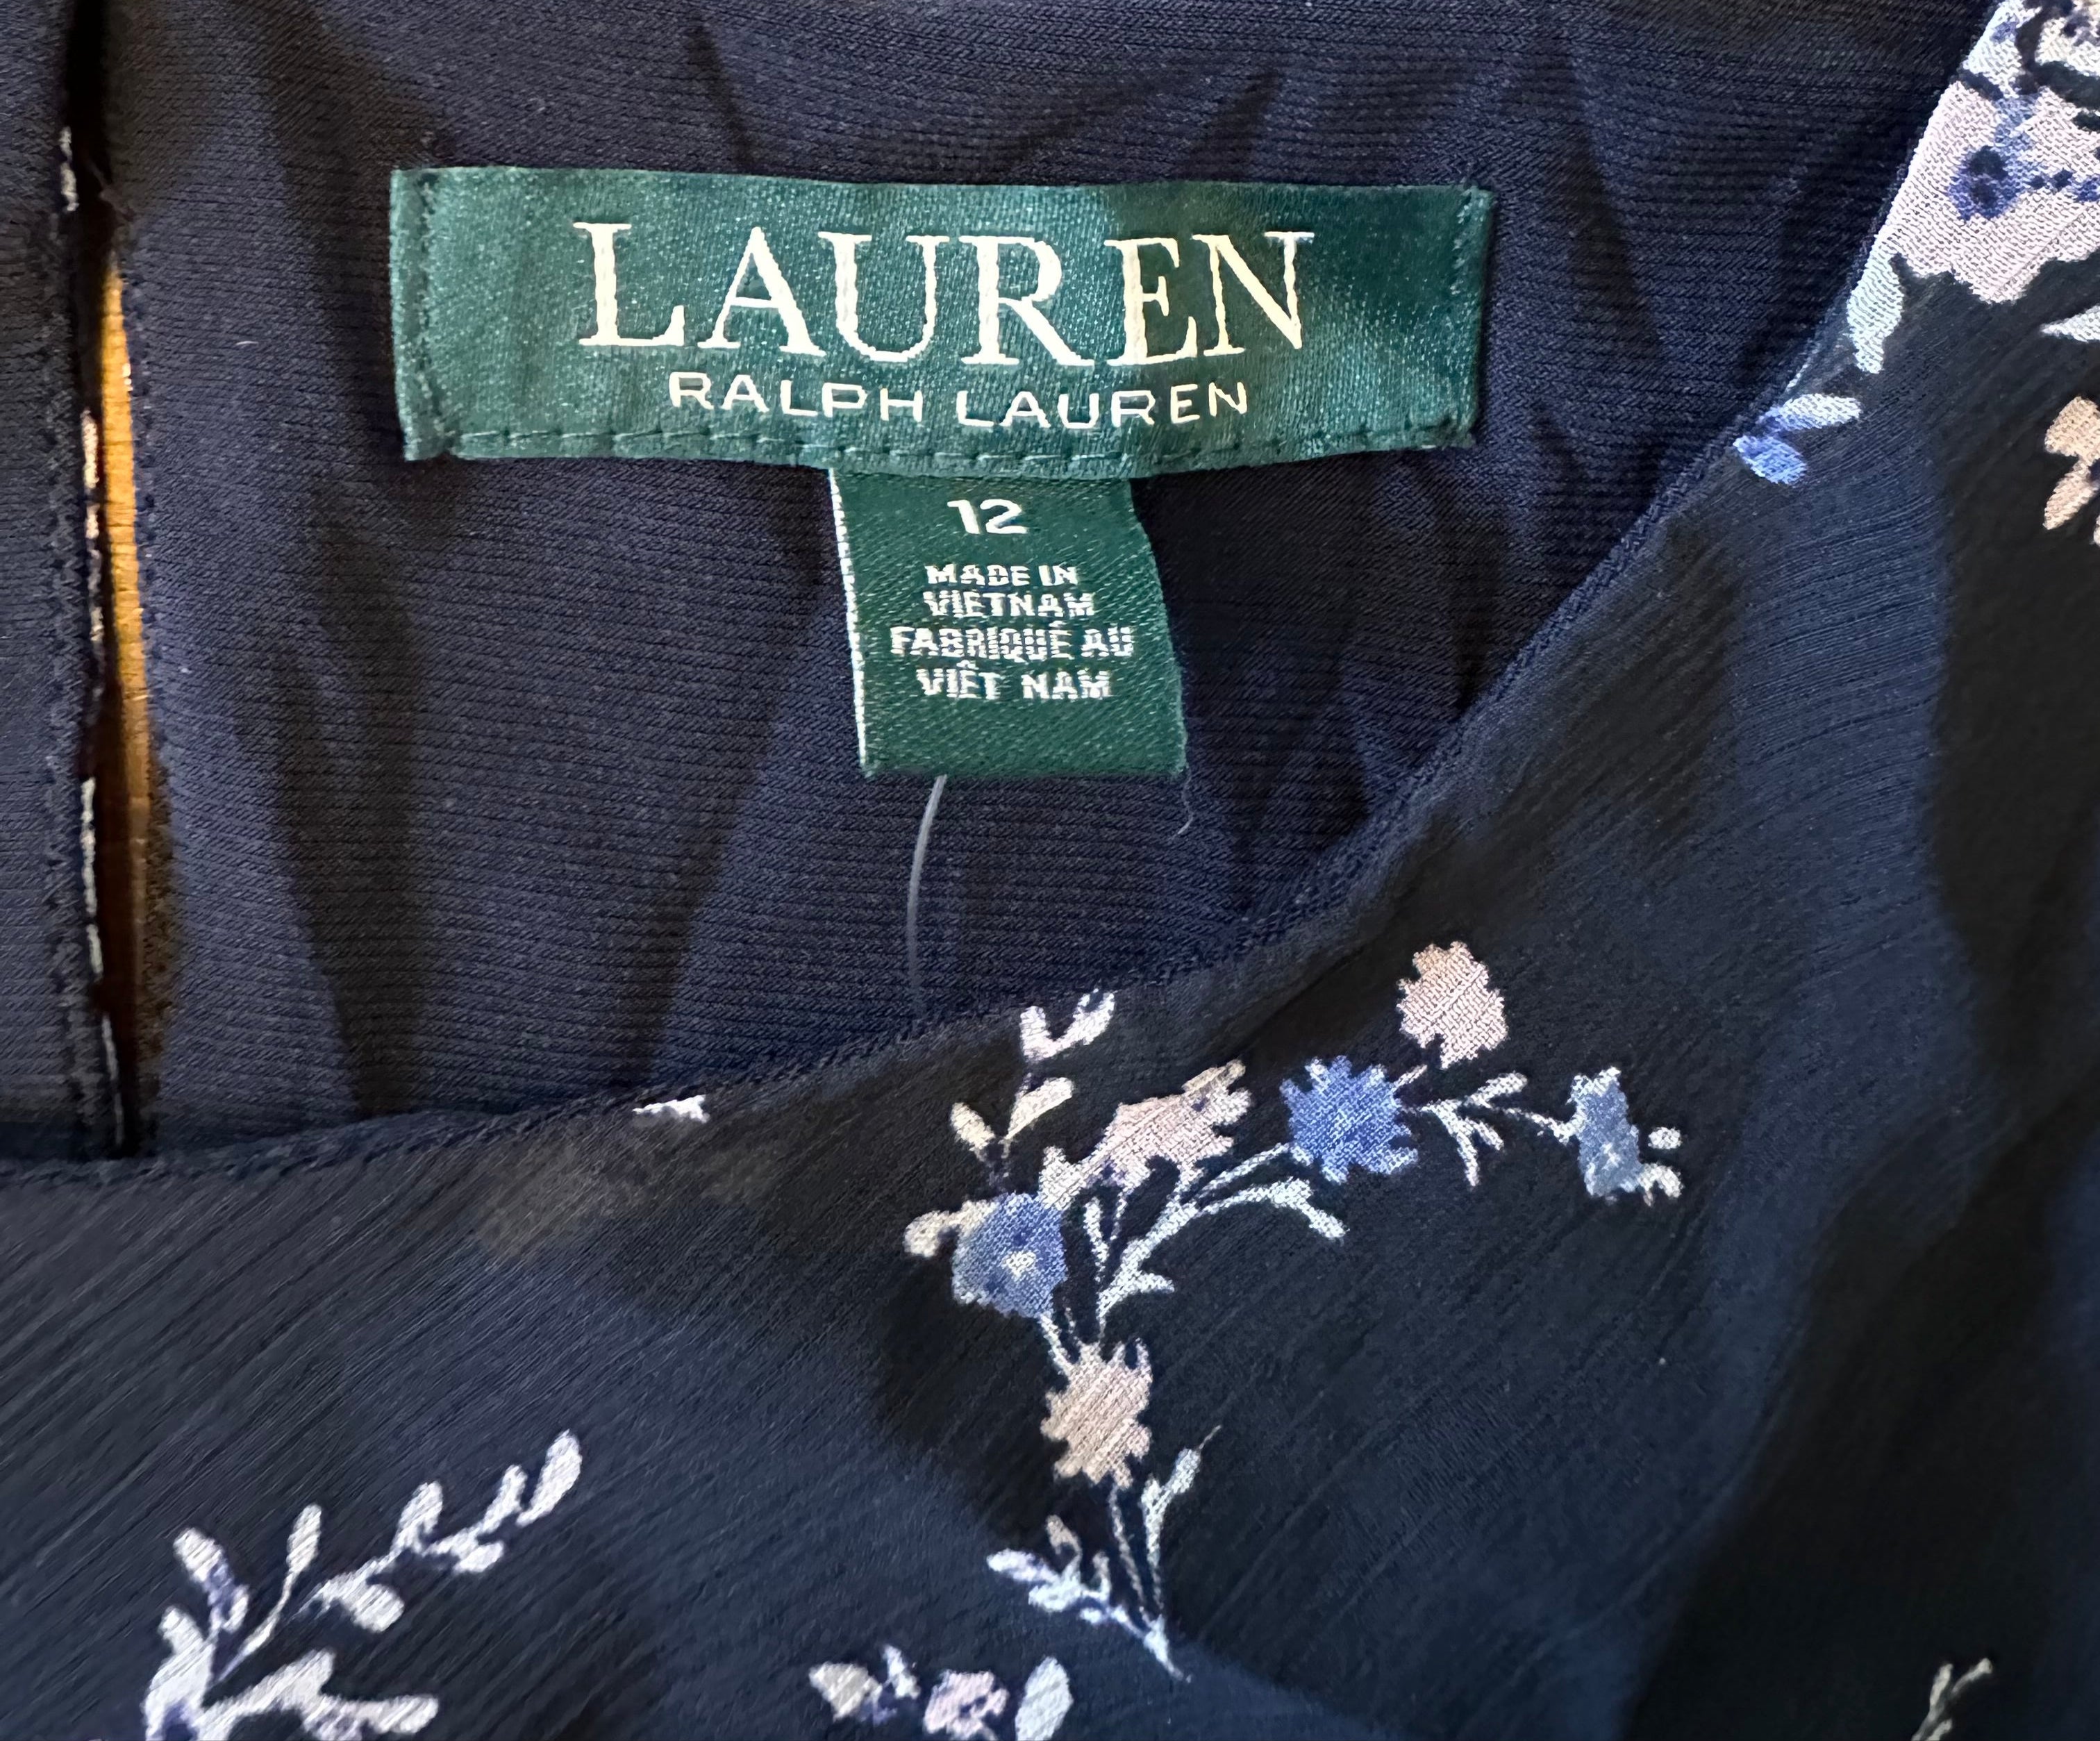 LAUREN
RALPH LAUREN
12
MADE IN
VIETNAM
FABRIQUÉ AU
VIÊT NAM